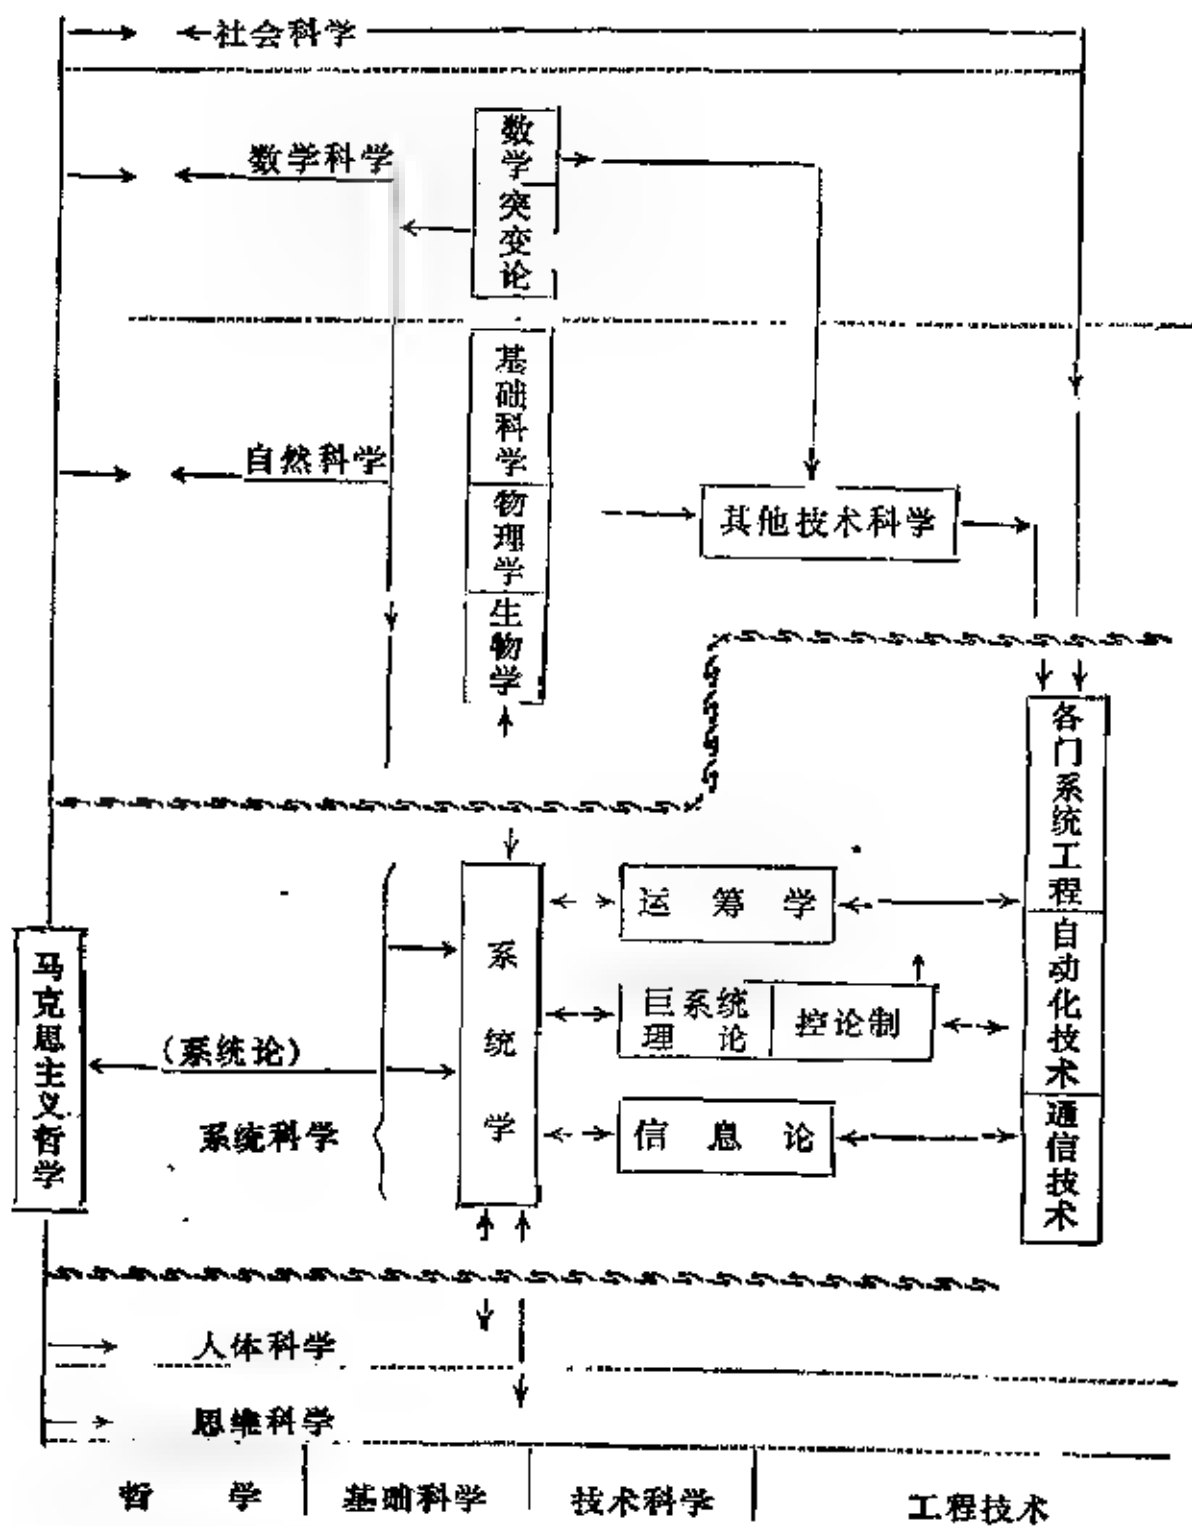 社会科学
数学科学
数学
突变论
基础科学
物理学
生物学
自然科学
其他技术科学
各门系统工程
自动化技术
通信技术
马克思主义哲学
(系统论)
系统科学
系统学
运筹学
巨系统
理论
控论制
信息论
人体科学
思维科学
哲学
基础科学
技术科学
工程技术